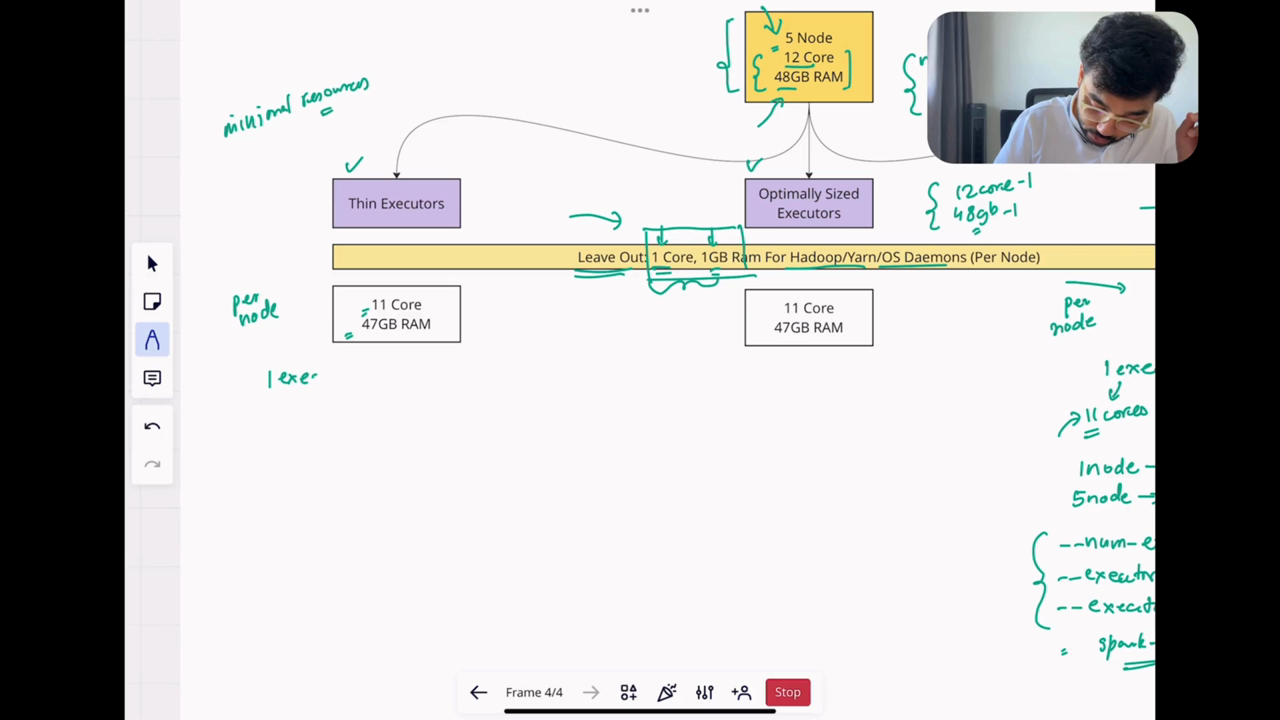 5 Node
12 Core
48GB RAM
minimal resources
Thin Executors
Optimally Sized
Executors
12core-1
48gb-1
Leave Out: 1 Core, 1GB Ram For Hadoop/Yarn/OS Daemons (Per Node)
per
node
11 Core
47GB RAM
11 Core
47GB RAM
per
node
1 exe
1 exe
11 cores
1node -
5node →
--num-e
--executor
--execut
spark-
Frame 4/4
Stop